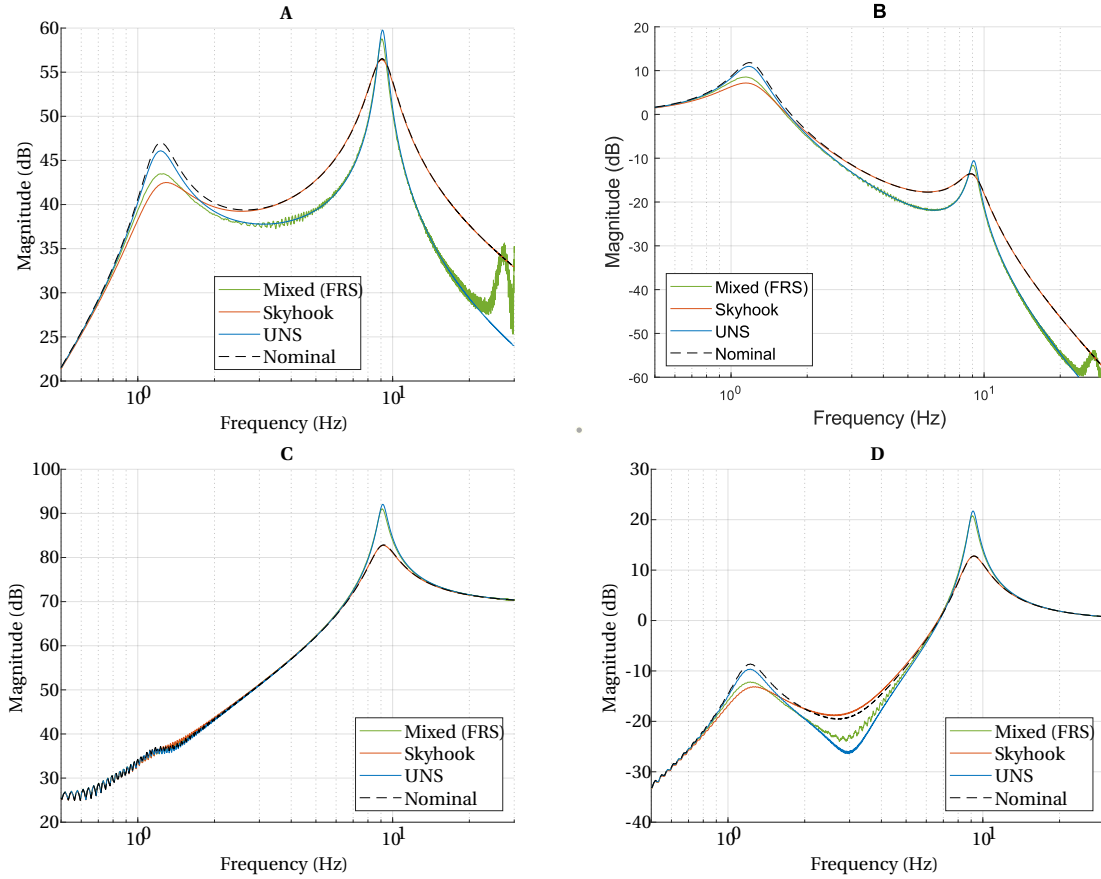 A
60
55
50
45
40
35
30
25
20
Magnitude (dB)
Mixed (FRS)
Skyhook
UNS
Nominal
10⁰
10¹
Frequency (Hz)
B
20
10
0
-10
-20
-30
-40
-50
-60
Magnitude (dB)
Mixed (FRS)
Skyhook
UNS
Nominal
10⁰
10¹
Frequency (Hz)
C
100
90
80
70
60
50
40
30
20
Magnitude (dB)
Mixed (FRS)
Skyhook
UNS
Nominal
10⁰
10¹
Frequency (Hz)
D
30
20
10
0
-10
-20
-30
-40
Magnitude (dB)
Mixed (FRS)
Skyhook
UNS
Nominal
10⁰
10¹
Frequency (Hz)